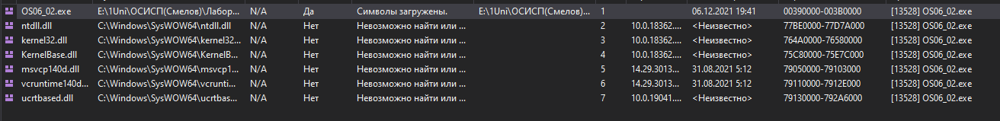 OS06_02.exe E:\1Uni\ОСИСП(Смелов)\Лабор... N/A Да Символы загружены. E:\1Uni\ОСИСП(Смелов)... 1 06.12.2021 19:41 00390000-003B0000 [13528] OS06_02.exe
ntdll.dll C:\Windows\SysWOW64\ntdll.dll N/A Нет Невозможно найти или ... 2 10.0.18362.... <Неизвестно> 77BE0000-77D7A000 [13528] OS06_02.exe
kernel32.dll C:\Windows\SysWOW64\kernel32... N/A Нет Невозможно найти или ... 3 10.0.18362.... <Неизвестно> 764A0000-76580000 [13528] OS06_02.exe
KernelBase.dll C:\Windows\SysWOW64\KernelB... N/A Нет Невозможно найти или ... 4 10.0.18362.... <Неизвестно> 75C80000-75E7C000 [13528] OS06_02.exe
msvcp140d.dll C:\Windows\SysWOW64\msvcp1... N/A Нет Невозможно найти или ... 5 14.29.3013... 31.08.2021 5:12 79050000-79103000 [13528] OS06_02.exe
vcruntime140d... C:\Windows\SysWOW64\vcrunti... N/A Нет Невозможно найти или ... 6 14.29.3013... 31.08.2021 5:12 79110000-7912E000 [13528] OS06_02.exe
ucrtbased.dll C:\Windows\SysWOW64\ucrtbas... N/A Нет Невозможно найти или ... 7 10.0.19041.... <Неизвестно> 79130000-792A6000 [13528] OS06_02.exe